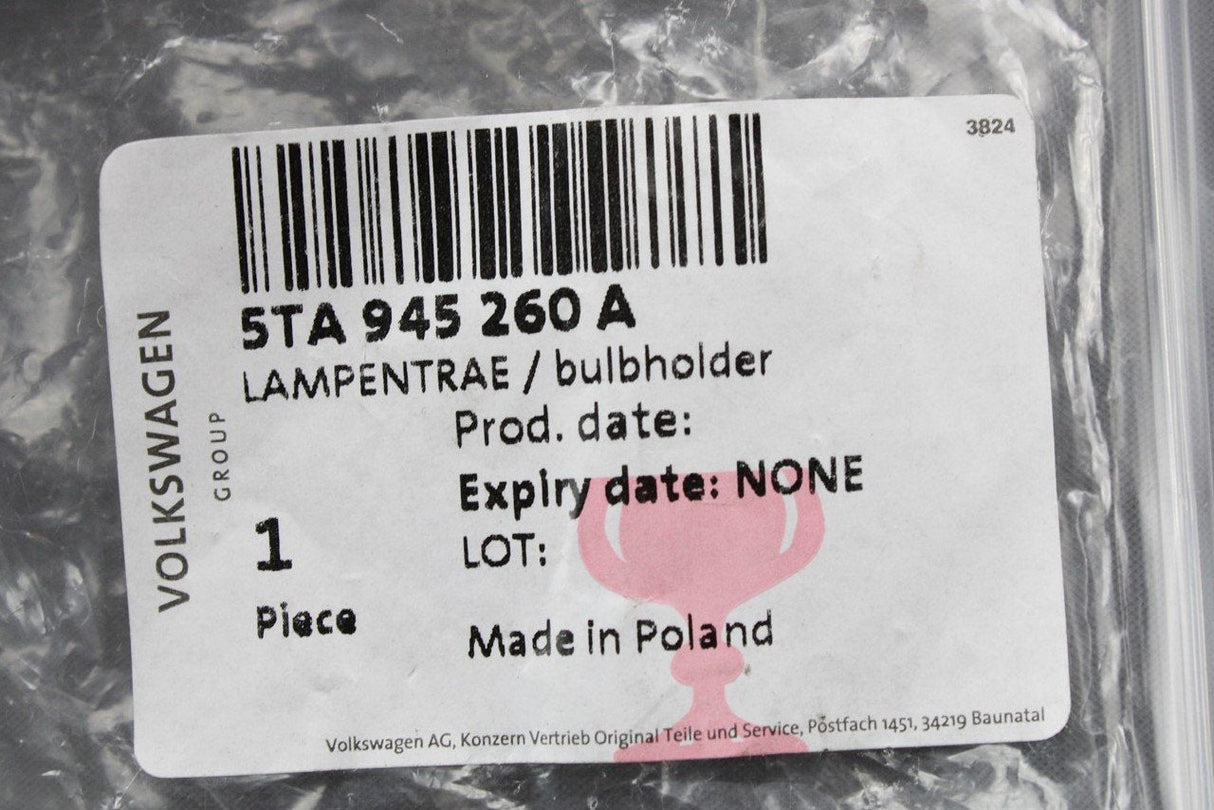 3824
5TA 945 260 A
LAMPENTRAE / bulbholder
Prod. date:
Expiry date: NONE
LOT:
1
Piece
Made in Poland
VOLKSWAGEN
GROUP
Volkswagen AG, Konzern Vertrieb Original Teile und Service, Postfach 1451, 34219 Baunatal